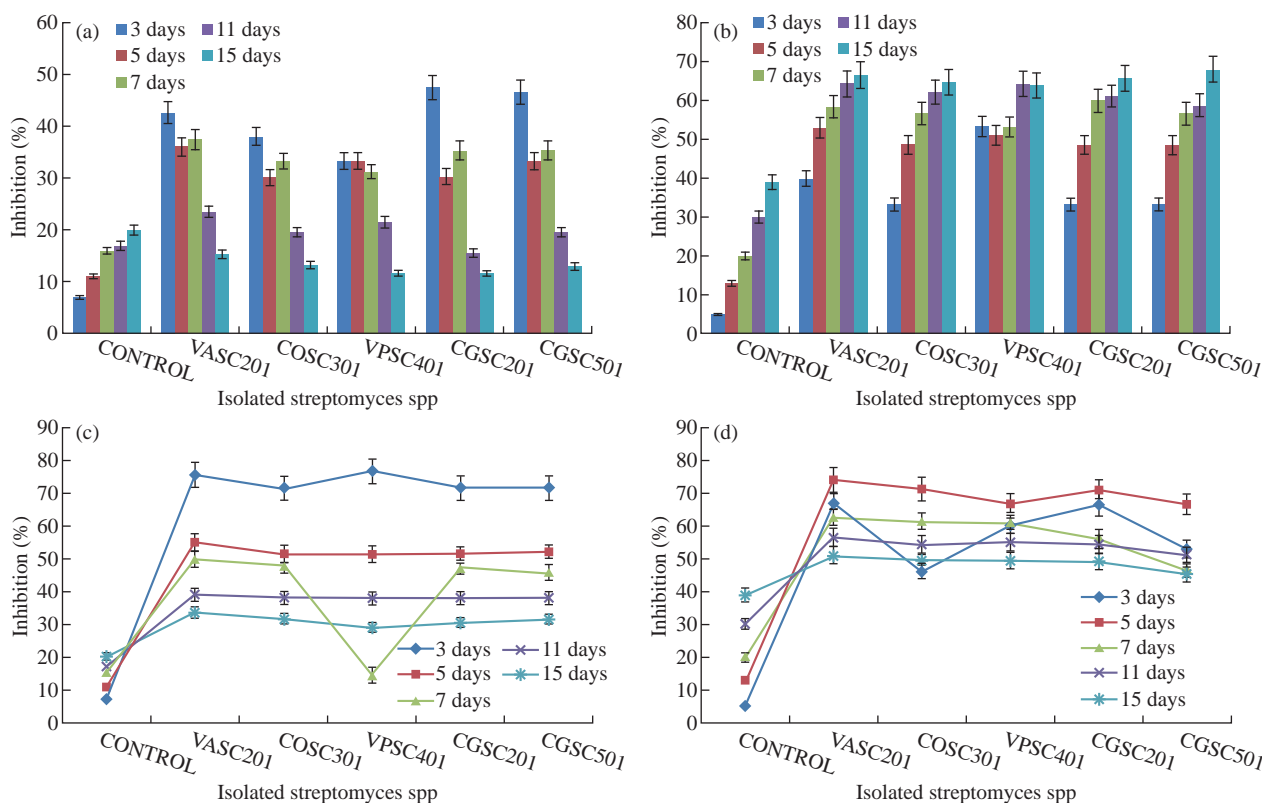 (a)
3 days
11 days
5 days
15 days
7 days
60
50
40
30
20
10
0
Inhibition (%)
CONTROL
VASC201
COSC301
VPSC401
CGSC201
CGSC501
Isolated streptomyces spp
(b)
3 days
11 days
5 days
15 days
7 days
80
70
60
50
40
30
20
10
0
Inhibition (%)
CONTROL
VASC201
COSC301
VPSC401
CGSC201
CGSC501
Isolated streptomyces spp
(c)
90
80
70
60
50
40
30
20
10
0
Inhibition (%)
3 days
11 days
5 days
15 days
7 days
CONTROL
VASC201
COSC301
VPSC401
CGSC201
CGSC501
Isolated streptomyces spp
(d)
90
80
70
60
50
40
30
20
10
0
Inhibition (%)
3 days
5 days
7 days
11 days
15 days
CONTROL
VASC201
COSC301
VPSC401
CGSC201
CGSC501
Isolated streptomyces spp